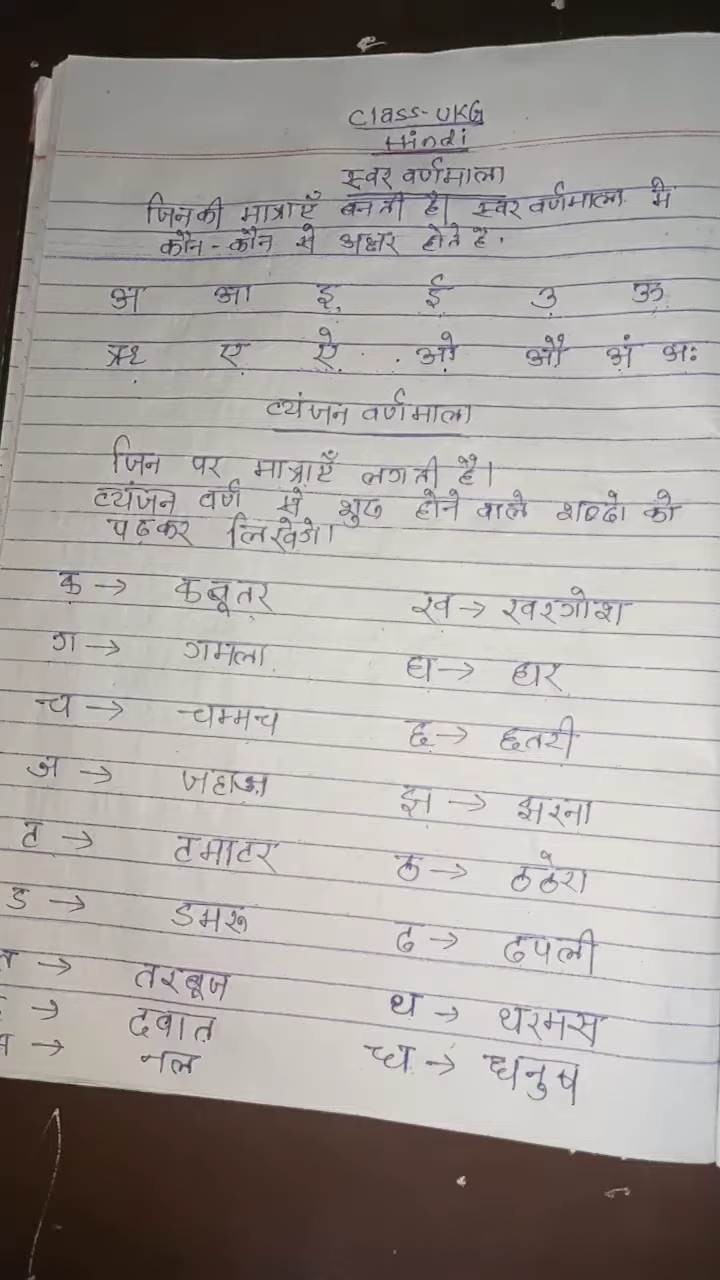 Class-UKG
Hindi
स्वर वर्णमाला
जिनकी मात्राएँ बनती है। स्वर वर्णमाला में
कौन-कौन से अक्षर होते है.
अ आ इ ई उ ऊ
ऋ ए ऐ ओ औ अं अः
व्यंजन वर्णमाला
जिन पर मात्राएँ लगती है।
व्यंजन वर्ण से शुरू होने वाले शब्दो को
पढ़कर लिखेगे।
क → कबूतर ख → खरगोश
ग → गमला घ → घर
च → चम्मच छ → छतरी
ज → जहाज झ → झरना
ट → टमाटर ठ → ठठेरा
ड → डमरू ढ → ढपली
त → तरबूज थ → थरमस
→ दवात ध → धनुष
न → नल